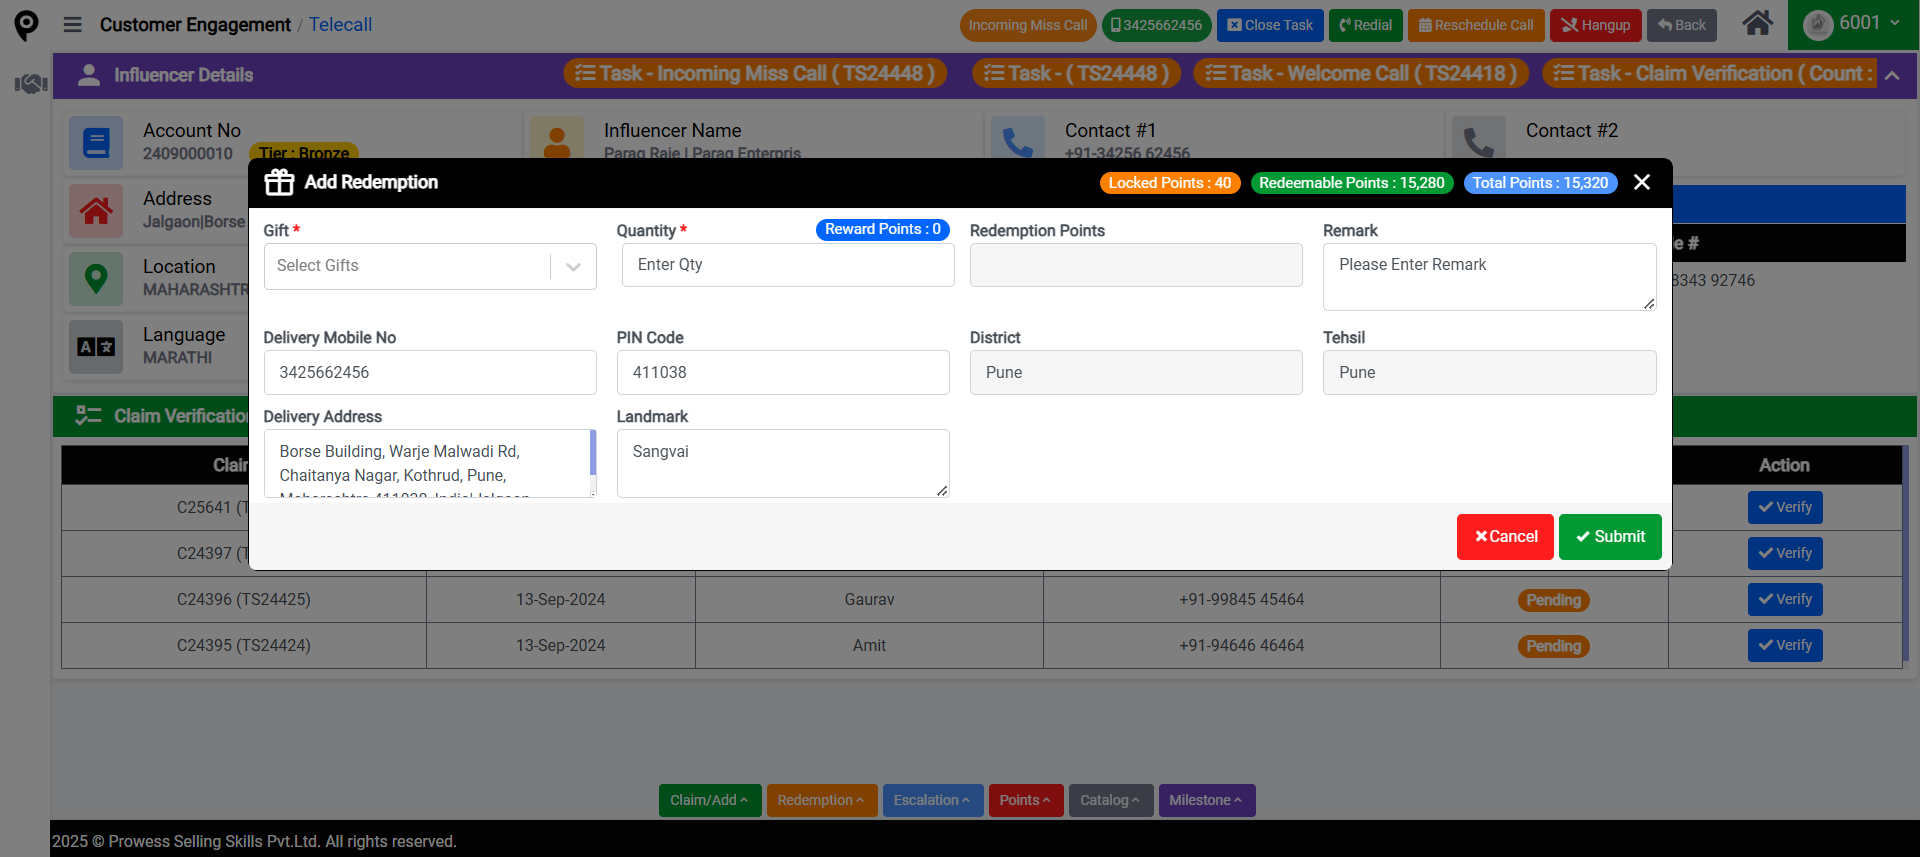 Customer Engagement / Telecall
Incoming Miss Call
3425662456
Close Task
Redial
Reschedule Call
Hangup
Back
6001
Influencer Details
Task - Incoming Miss Call ( TS24448 )
Task - ( TS24448 )
Task - Welcome Call ( TS24418 )
Task - Claim Verification ( Count :
Account No
2409000010
Tier : Bronze
Influencer Name
Parag Raje | Parag Enterpris
Contact #1
+91-34256 62456
Contact #2
Address
Jalgaon|Borse
Location
MAHARASHTR
Language
MARATHI
e #
8343 92746
Add Redemption
Locked Points : 40
Redeemable Points : 15,280
Total Points : 15,320
Gift *
Select Gifts
Quantity *
Reward Points : 0
Enter Qty
Redemption Points
Remark
Please Enter Remark
Delivery Mobile No
3425662456
PIN Code
411038
District
Pune
Tehsil
Pune
Delivery Address
Borse Building, Warje Malwadi Rd,
Chaitanya Nagar, Kothrud, Pune,
Maharashtra 411038, India|Jalgaon
Landmark
Sangvai
Cancel
Submit
Claim Verification
Action
C25641 (T
Verify
C24397 (T
Verify
C24396 (TS24425) 13-Sep-2024 Gaurav +91-99845 45464 Pending Verify
C24395 (TS24424) 13-Sep-2024 Amit +91-94646 46464 Pending Verify
Claim/Add
Redemption
Escalation
Points
Catalog
Milestone
2025 © Prowess Selling Skills Pvt.Ltd. All rights reserved.